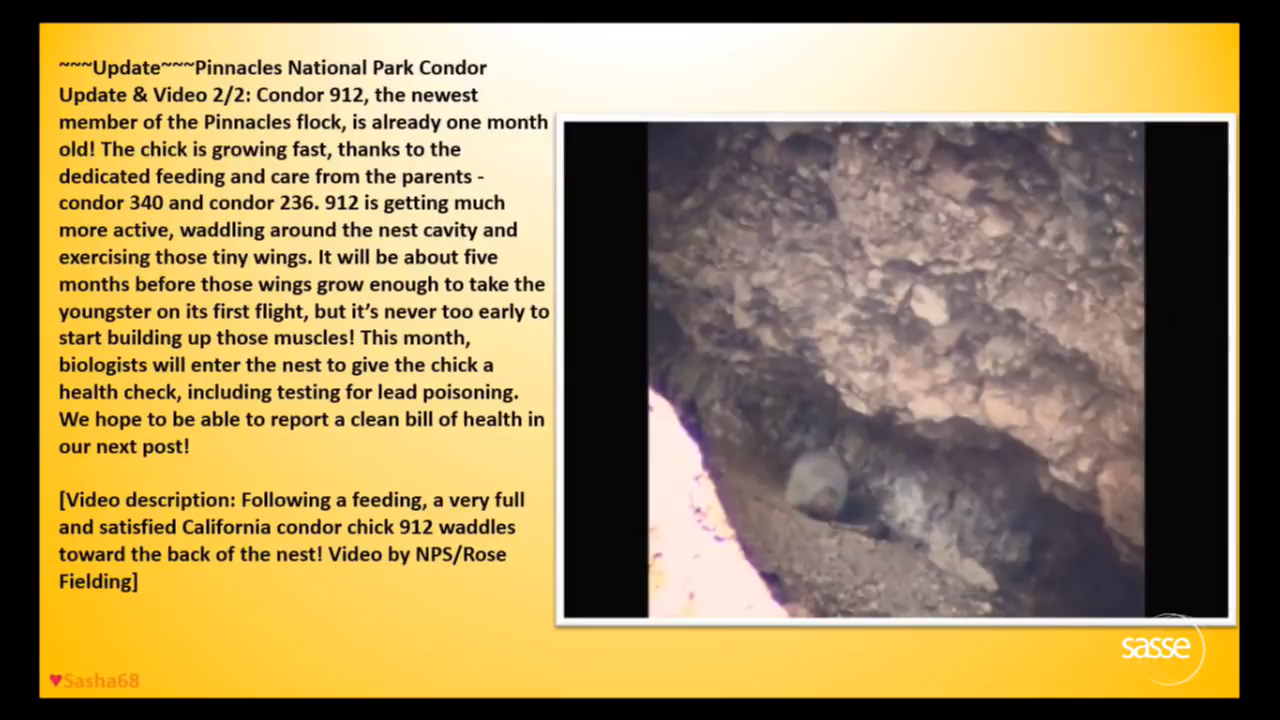 ~~~Update~~~Pinnacles National Park Condor
Update & Video 2/2: Condor 912, the newest
member of the Pinnacles flock, is already one month
old! The chick is growing fast, thanks to the
dedicated feeding and care from the parents -
condor 340 and condor 236. 912 is getting much
more active, waddling around the nest cavity and
exercising those tiny wings. It will be about five
months before those wings grow enough to take the
youngster on its first flight, but it’s never too early to
start building up those muscles! This month,
biologists will enter the nest to give the chick a
health check, including testing for lead poisoning.
We hope to be able to report a clean bill of health in
our next post!
[Video description: Following a feeding, a very full
and satisfied California condor chick 912 waddles
toward the back of the nest! Video by NPS/Rose
Fielding]
sasse
♥Sasha68